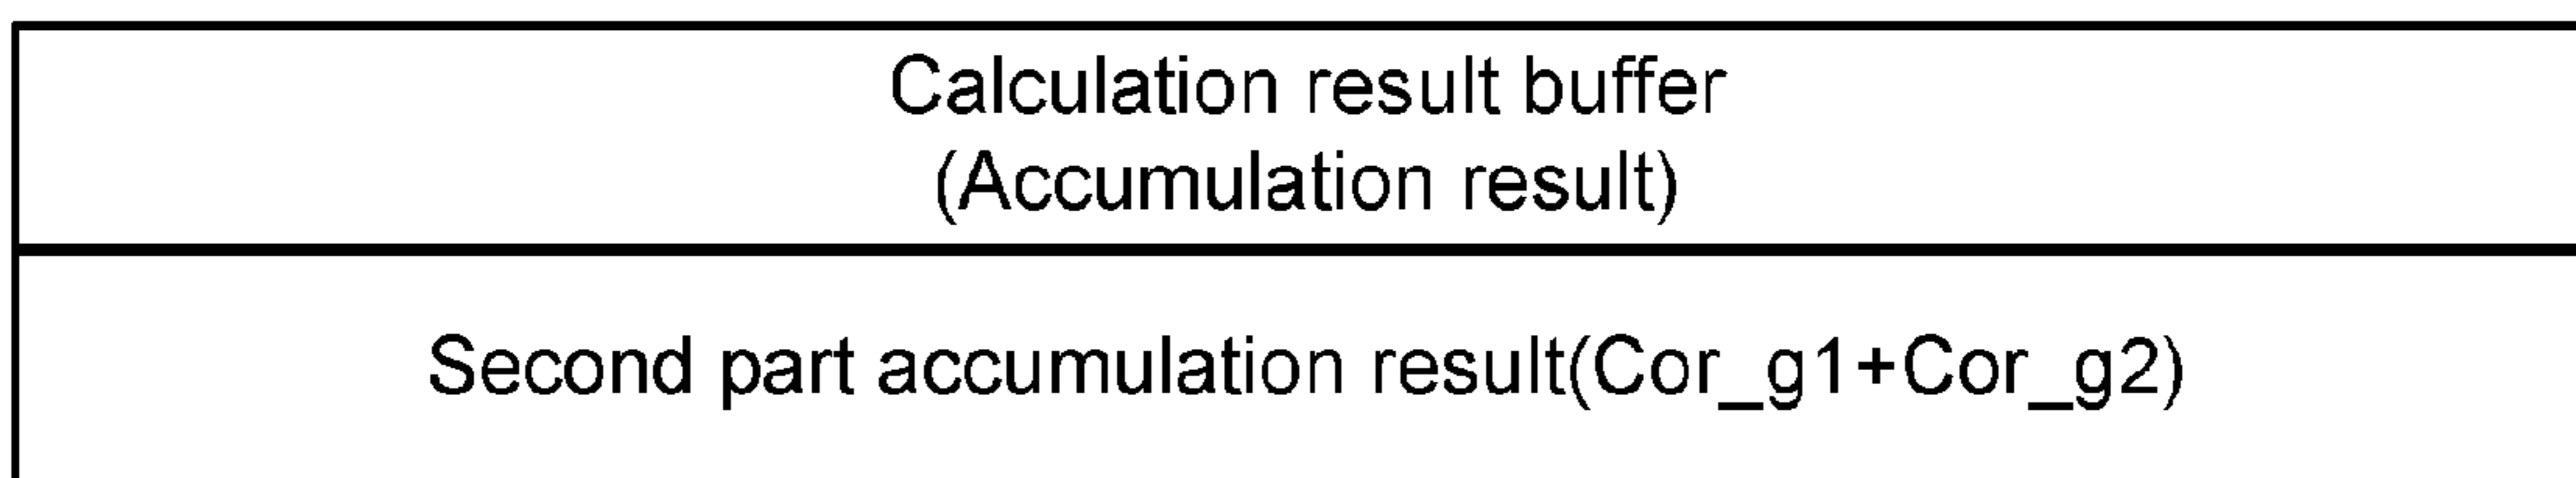 Calculation result buffer
(Accumulation result)
Second part accumulation result(Cor_g1+Cor_g2)